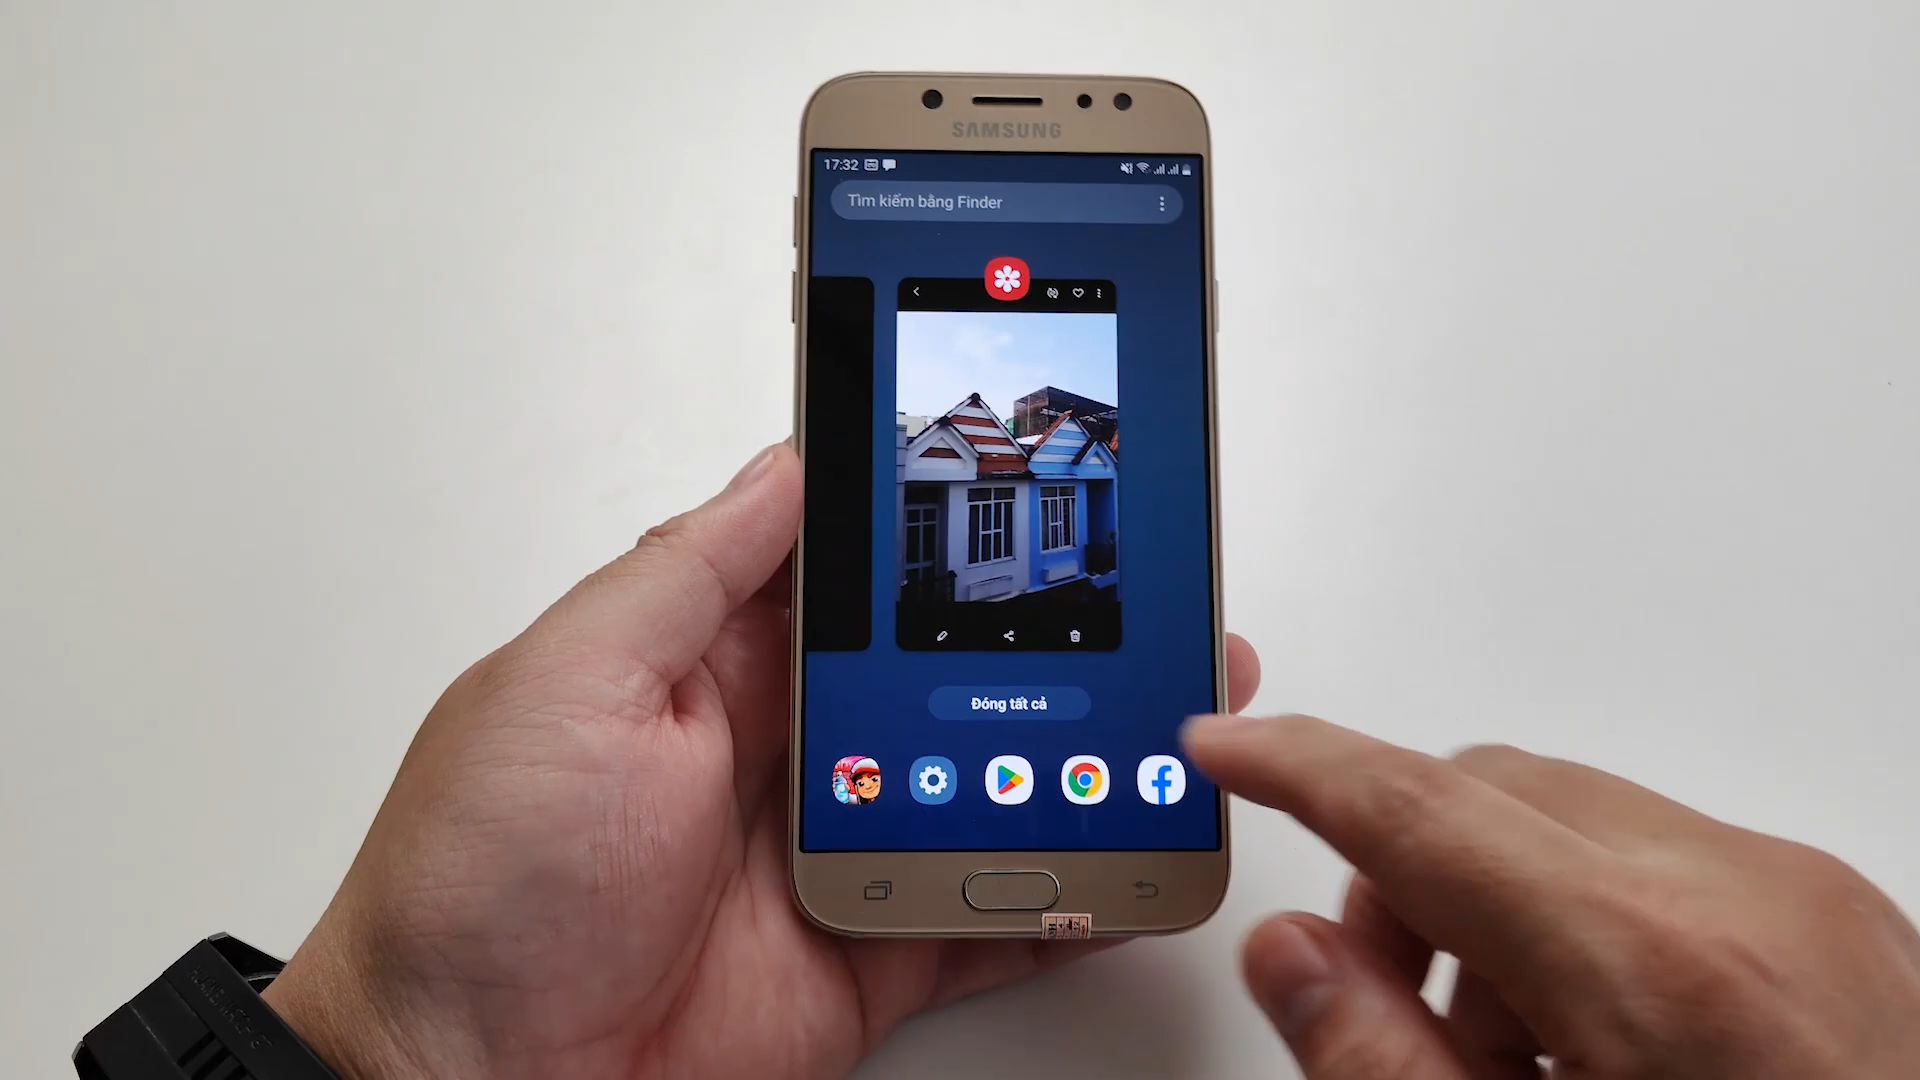 SAMSUNG
17:32
Tìm kiếm bằng Finder
Đóng tất cả